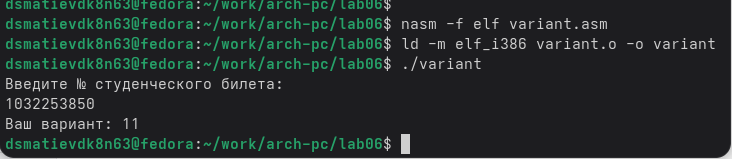 dsmatievdk8n63@fedora:~/work/arch-pc/lab06$
dsmatievdk8n63@fedora:~/work/arch-pc/lab06$ nasm -f elf variant.asm
dsmatievdk8n63@fedora:~/work/arch-pc/lab06$ ld -m elf_i386 variant.o -o variant
dsmatievdk8n63@fedora:~/work/arch-pc/lab06$ ./variant
Введите № студенческого билета:
1032253850
Ваш вариант: 11
dsmatievdk8n63@fedora:~/work/arch-pc/lab06$